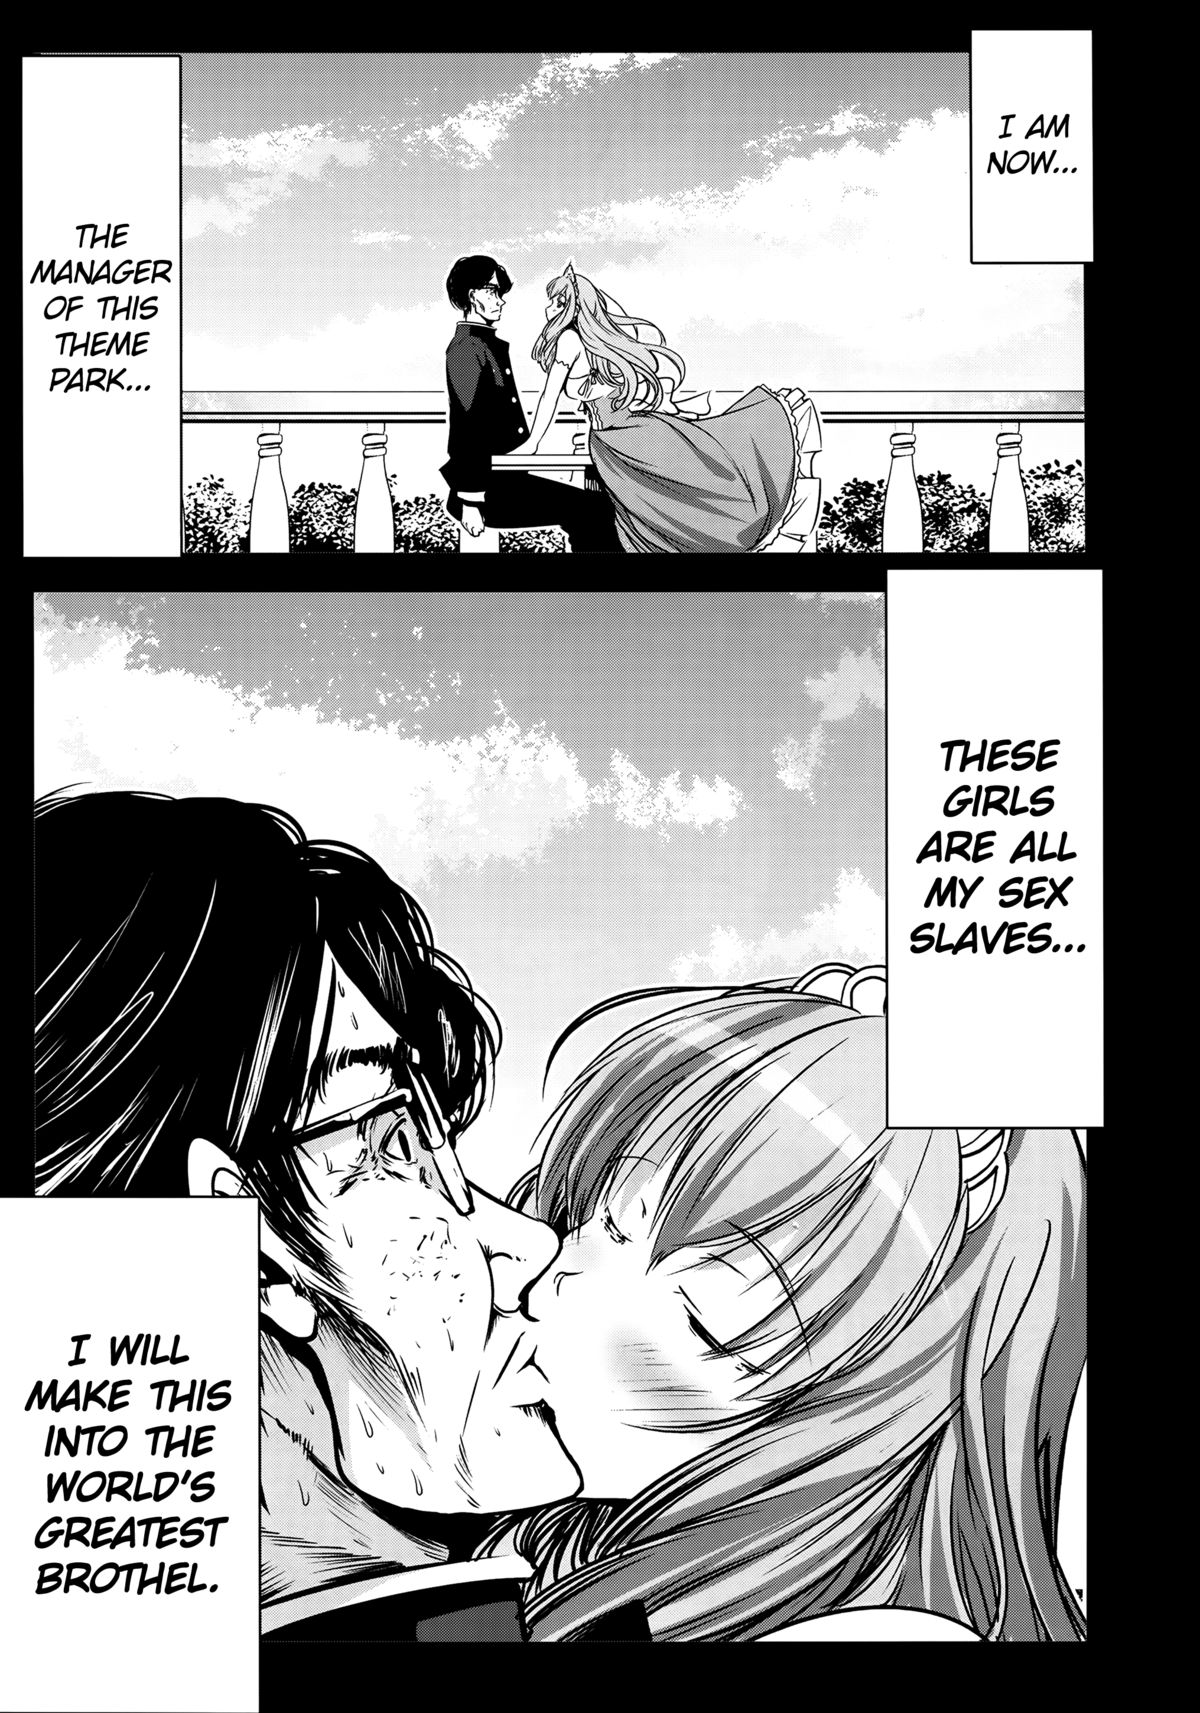 I AM
NOW...
THE
MANAGER
OF THIS
THEME
PARK...
THESE
GIRLS
ARE ALL
MY SEX
SLAVES...
I WILL
MAKE THIS
INTO THE
WORLD'S
GREATEST
BROTHEL.